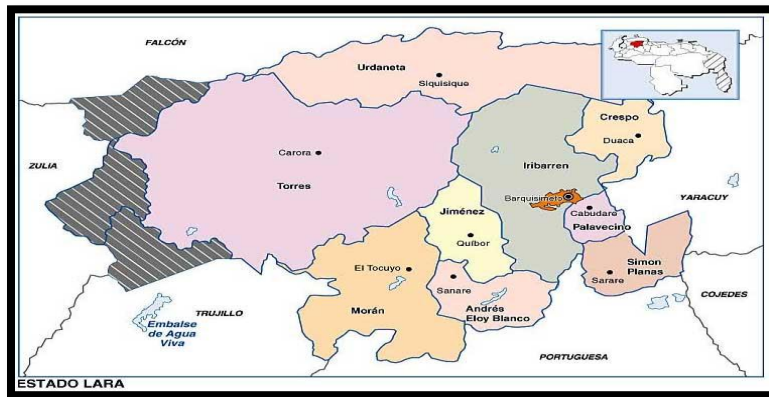 FALCÓN
Urdaneta
Siquisique
Crespo
Duaca
Carora
Iribarren
ZULIA
Torres
Barquisimeto
YARACUY
Jiménez
Cabudare
Palavecino
Quíbor
Simon
Planas
El Tocuyo
Sanare
Sarare
Morán
Andrés
Eloy Blanco
COJEDES
TRUJILLO
Embalse
de Agua
Viva
PORTUGUESA
ESTADO LARA